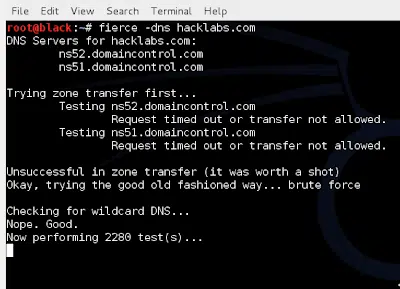 File Edit View Search Terminal Help
root@black:~# fierce -dns hacklabs.com
DNS Servers for hacklabs.com:
ns52.domaincontrol.com
ns51.domaincontrol.com
Trying zone transfer first...
Testing ns52.domaincontrol.com
Request timed out or transfer not allowed.
Testing ns51.domaincontrol.com
Request timed out or transfer not allowed.
Unsuccessful in zone transfer (it was worth a shot)
Okay, trying the good old fashioned way... brute force
Checking for wildcard DNS...
Nope. Good.
Now performing 2280 test(s)...